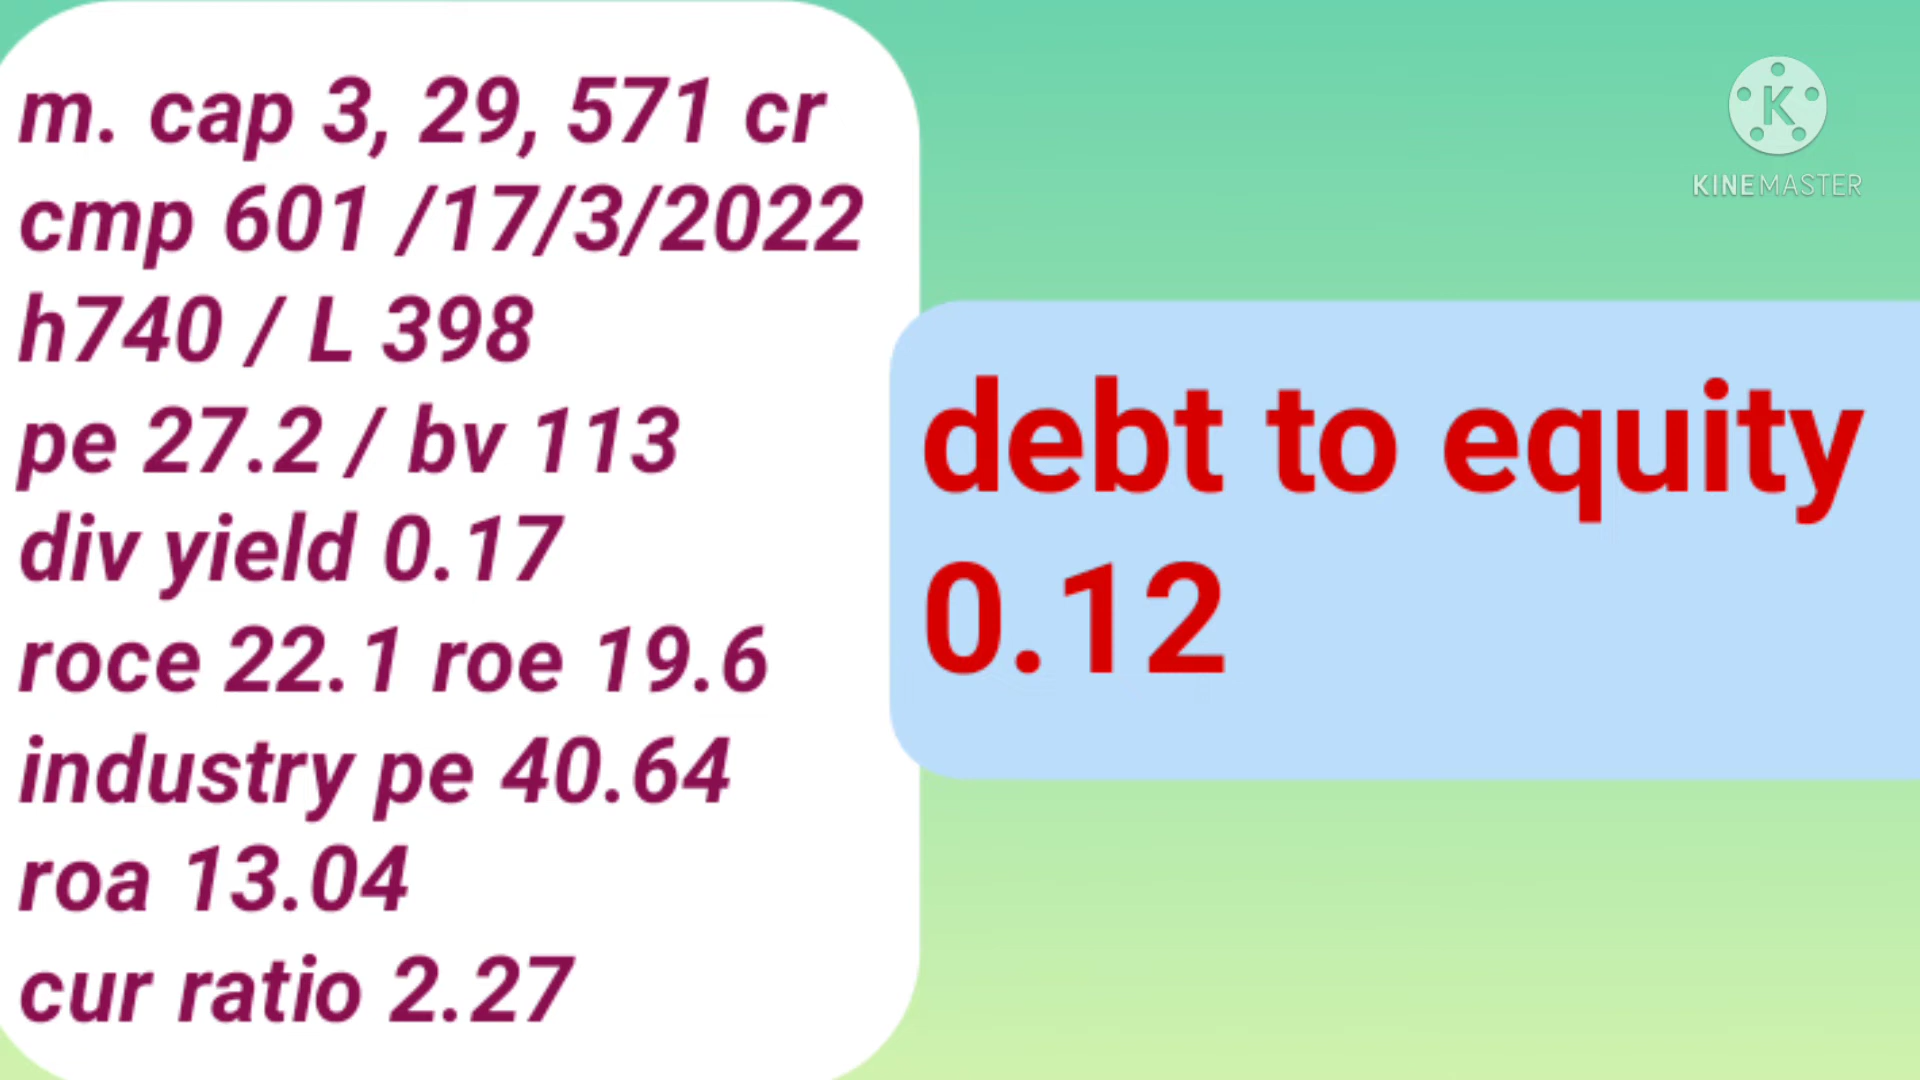 m. cap 3, 29, 571 cr
cmp 601 /17/3/2022
h740 / L 398
pe 27.2 / bv 113
div yield 0.17
roce 22.1 roe 19.6
industry pe 40.64
roa 13.04
cur ratio 2.27
debt to equity
0.12
K
KINEMASTER